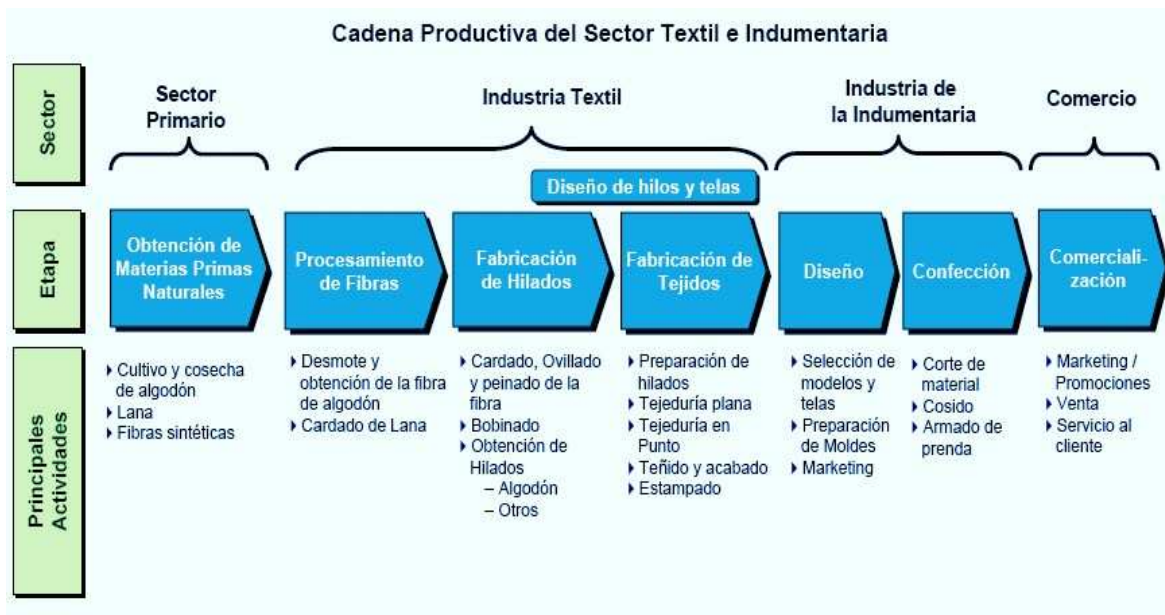 Cadena Productiva del Sector Textil e Indumentaria
Sector
Sector
Primario
Industria Textil
Industria de
la Indumentaria
Comercio
Diseño de hilos y telas
Etapa
Obtención de
Materias Primas
Naturales
Procesamiento
de Fibras
Fabricación
de Hilados
Fabricación de
Tejidos
Diseño
Confección
Comerciali-
zación
Principales
Actividades
Cultivo y cosecha
de algodón
Lana
Fibras sintéticas
Desmote y
obtención de la fibra
de algodón
Cardado de Lana
Cardado, Ovillado
y peinado de la
fibra
Bobinado
Obtención de
Hilados
– Algodón
– Otros
Preparación de
hilados
Tejeduría plana
Tejeduría en
Punto
Teñido y acabado
Estampado
Selección de
modelos y
telas
Preparación
de Moldes
Marketing
Corte de
material
Cosido
Armado de
prenda
Marketing /
Promociones
Venta
Servicio al
cliente